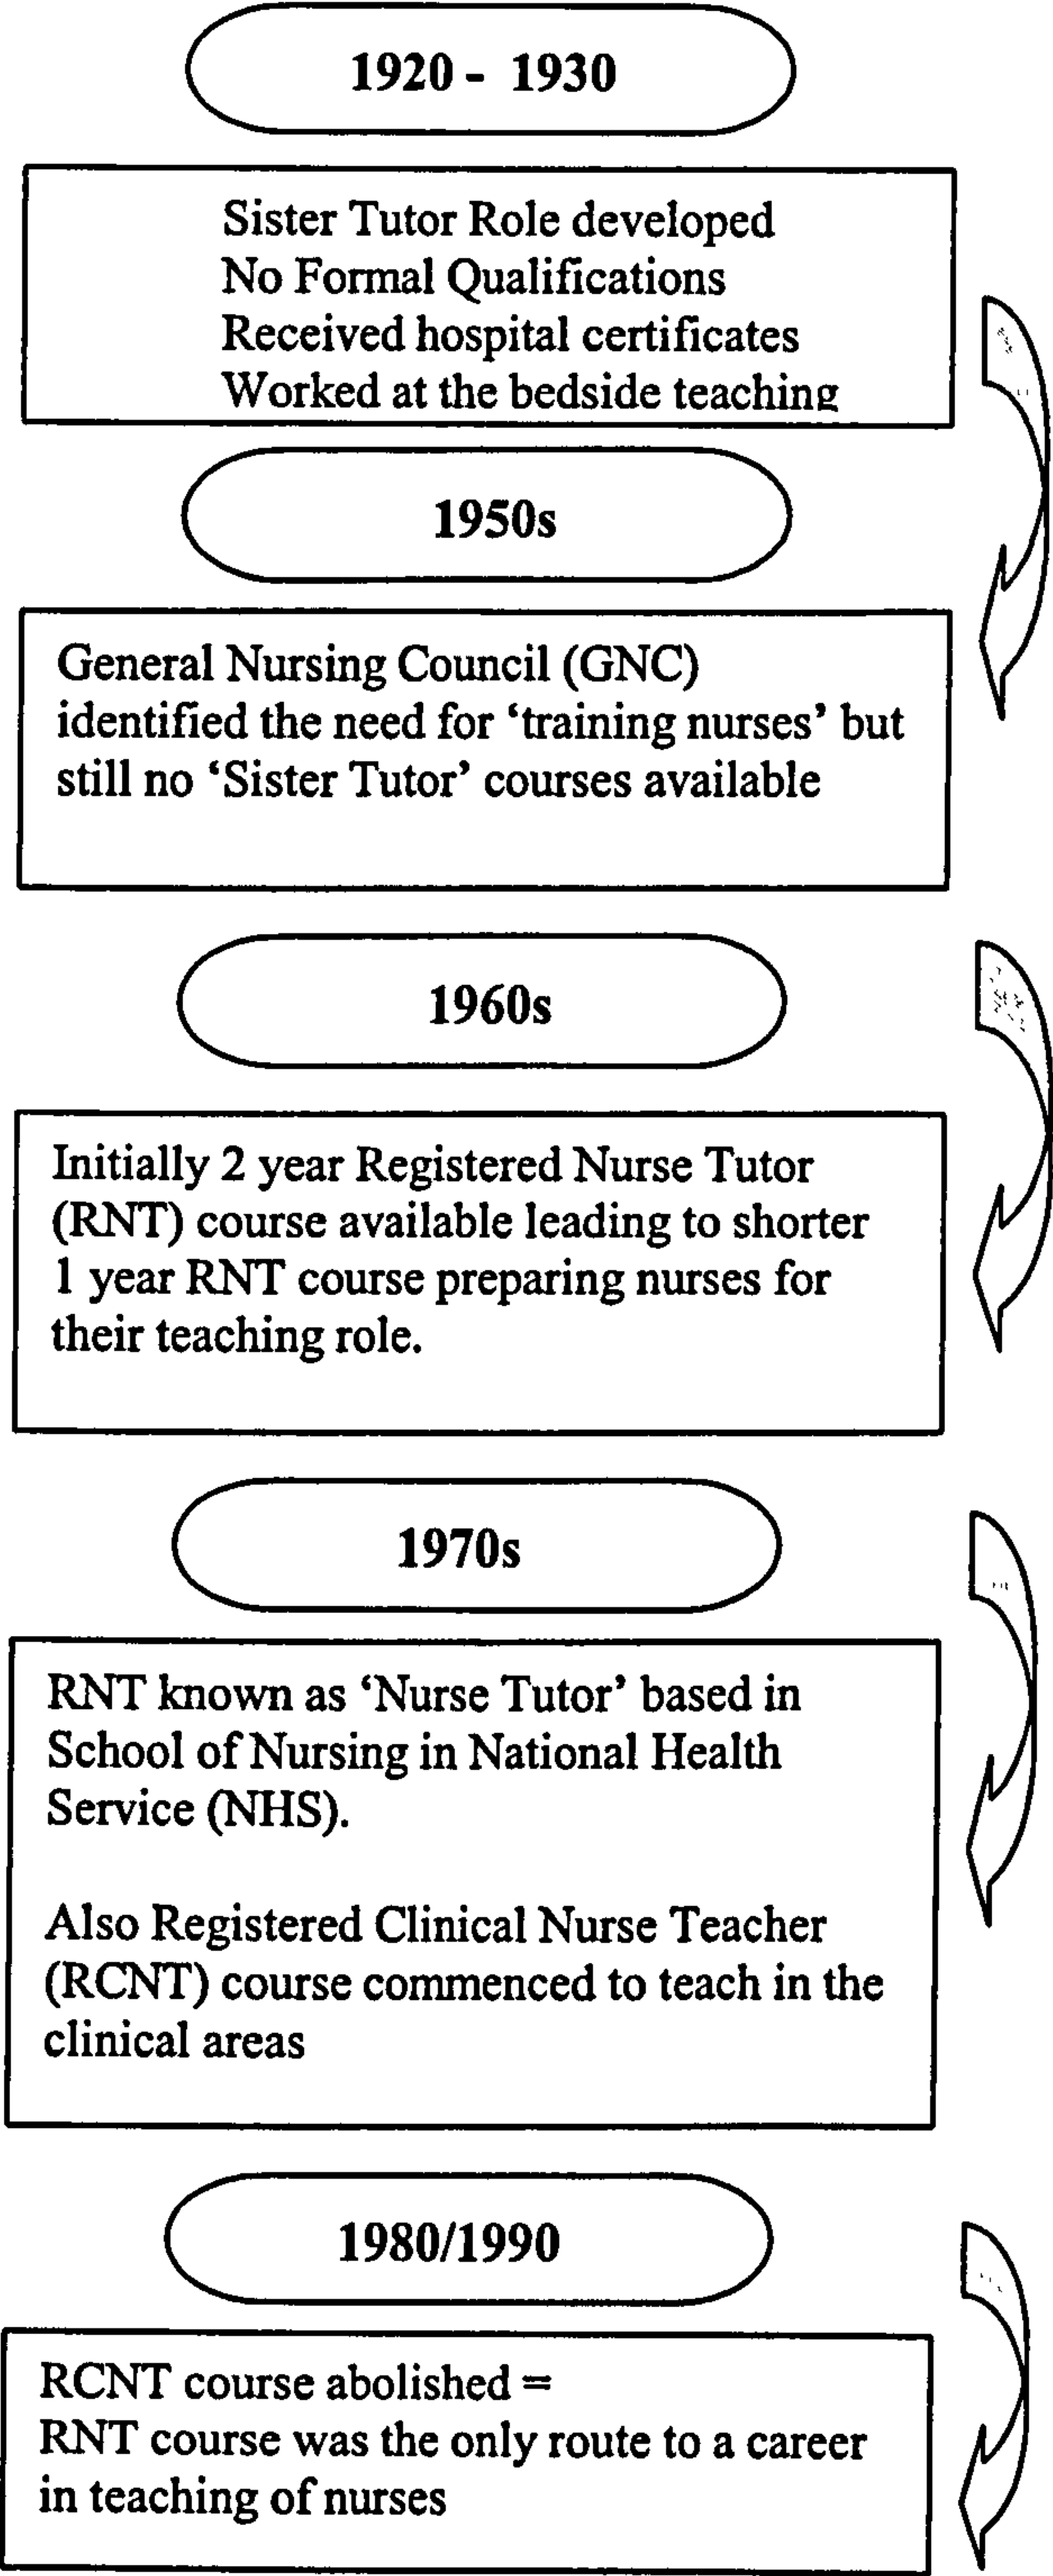 1920 - 1930
Sister Tutor Role developed
No Formal Qualifications
Received hospital certificates
Worked at the bedside teaching
1950s
General Nursing Council (GNC)
identified the need for ‘training nurses’ but
still no ‘Sister Tutor’ courses available
1960s
Initially 2 year Registered Nurse Tutor
(RNT) course available leading to shorter
1 year RNT course preparing nurses for
their teaching role.
1970s
RNT known as ‘Nurse Tutor’ based in
School of Nursing in National Health
Service (NHS).
Also Registered Clinical Nurse Teacher
(RCNT) course commenced to teach in the
clinical areas
1980/1990
RCNT course abolished =
RNT course was the only route to a career
in teaching of nurses